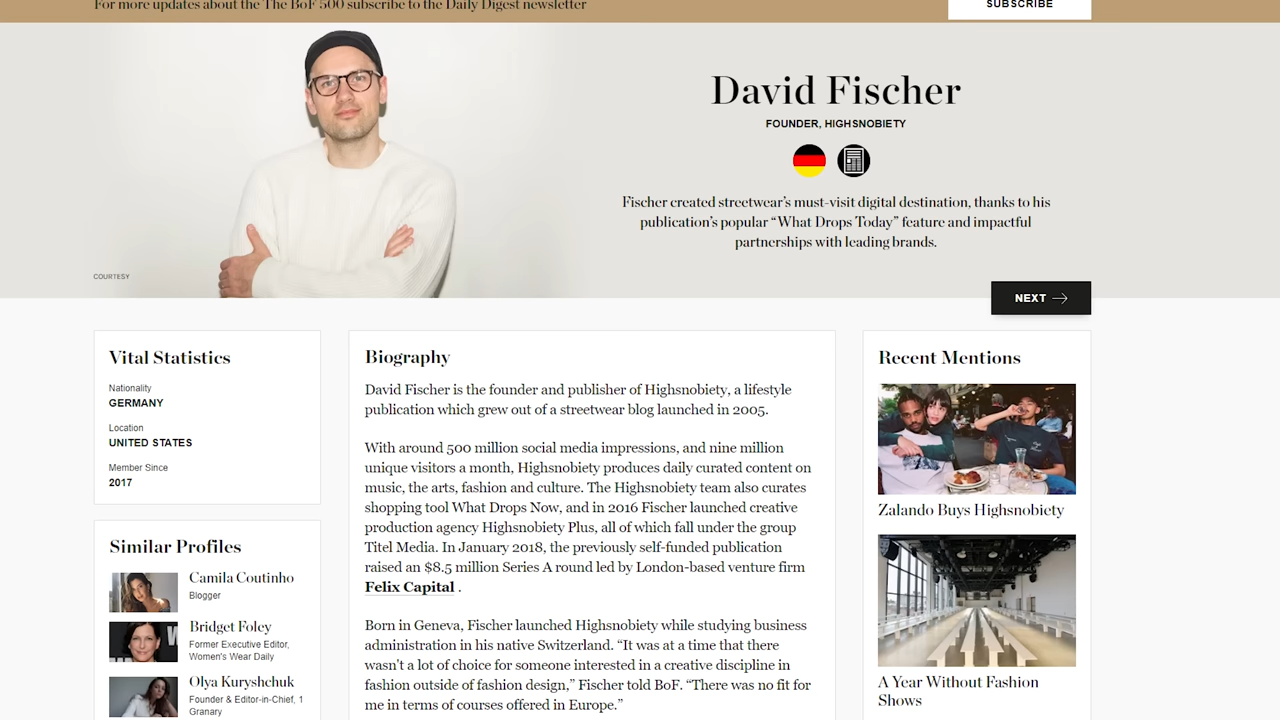 For more updates about the The BoF 500 subscribe to the Daily Digest newsletter
SUBSCRIBE
David Fischer
FOUNDER, HIGHSNOBIETY
Fischer created streetwear's must-visit digital destination, thanks to his
publication's popular “What Drops Today” feature and impactful
partnerships with leading brands.
COURTESY
NEXT
Vital Statistics
Nationality
GERMANY
Location
UNITED STATES
Member Since
2017
Similar Profiles
Camila Coutinho
Blogger
Bridget Foley
Former Executive Editor,
Women's Wear Daily
Olya Kuryshchuk
Founder & Editor-in-Chief, 1
Granary
Biography
David Fischer is the founder and publisher of Highsnobiety, a lifestyle
publication which grew out of a streetwear blog launched in 2005.
With around 500 million social media impressions, and nine million
unique visitors a month, Highsnobiety produces daily curated content on
music, the arts, fashion and culture. The Highsnobiety team also curates
shopping tool What Drops Now, and in 2016 Fischer launched creative
production agency Highsnobiety Plus, all of which fall under the group
Titel Media. In January 2018, the previously self-funded publication
raised an $8.5 million Series A round led by London-based venture firm
Felix Capital .
Born in Geneva, Fischer launched Highsnobiety while studying business
administration in his native Switzerland. “It was at a time that there
wasn't a lot of choice for someone interested in a creative discipline in
fashion outside of fashion design,” Fischer told BoF. “There was no fit for
me in terms of courses offered in Europe.”
Recent Mentions
Zalando Buys Highsnobiety
A Year Without Fashion
Shows